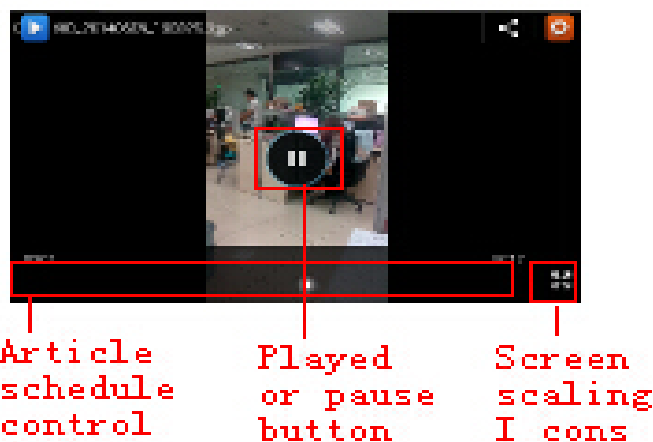 Article
schedule
control
Played
or pause
button
Screen
scaling
I cons